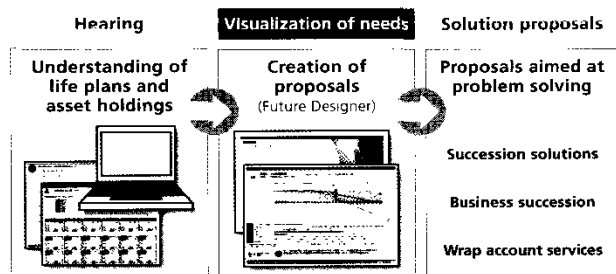 Hearing
Visualization of needs
Solution proposals
Understanding of
life plans and
asset holdings
Creation of
proposals
(Future Designer)
Proposals aimed at
problem solving
Succession solutions
Business succession
Wrap account services